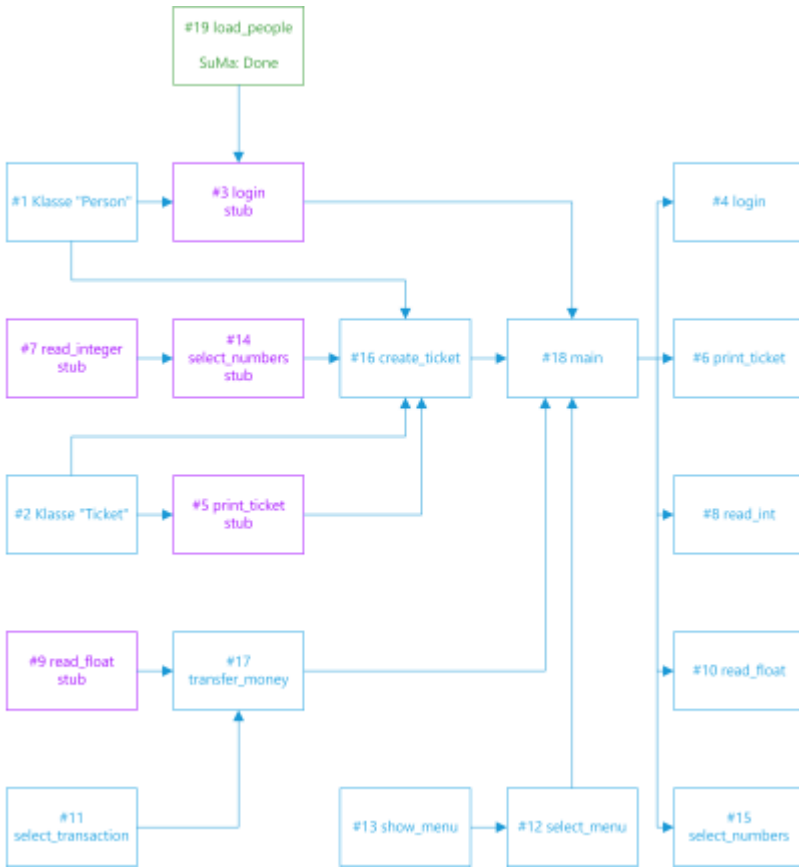 #19 load_people
SuMa: Done
#1 Klasse "Person"
#3 login
stub
#4 login
#7 read_integer
stub
#14
select_numbers
stub
#16 create_ticket
#18 main
#6 print_ticket
#2 Klasse "Ticket"
#5 print_ticket
stub
#8 read_int
#9 read_float
stub
#17
transfer_money
#10 read_float
#11
select_transaction
#13 show_menu
#12 select_menu
#15
select_numbers